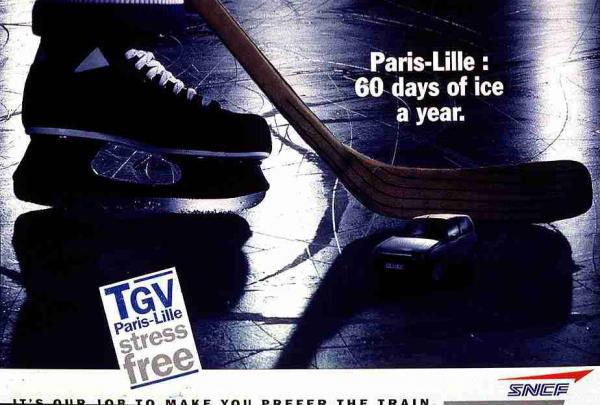 Paris-Lille :
60 days of ice
a year.
TGV
Paris-Lille
stress
free
SNCF
IT'S OUR JOB TO MAKE YOU PREFER THE TRAIN.